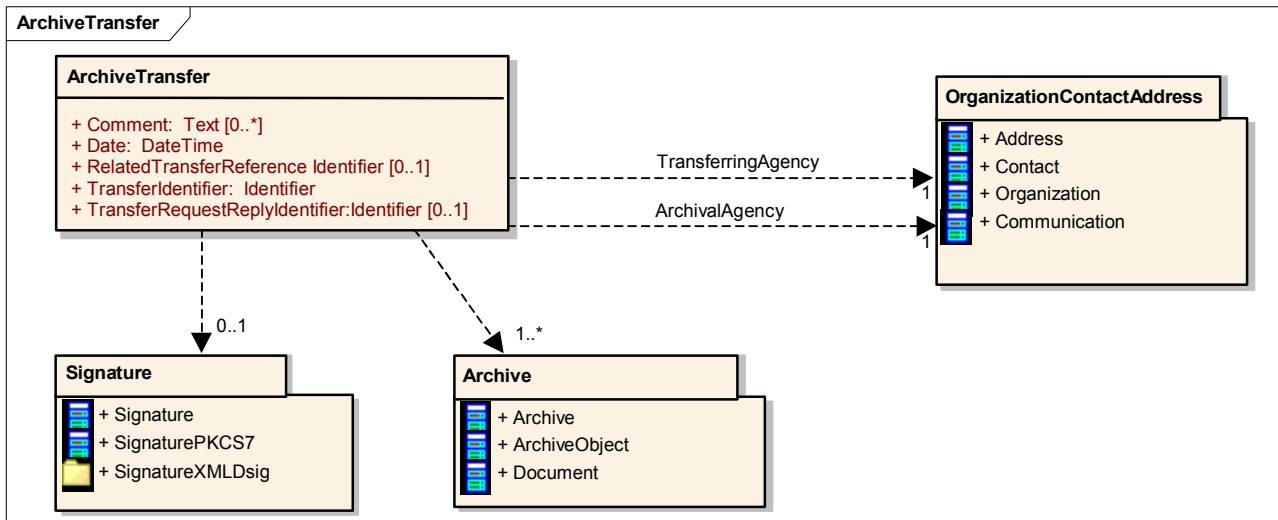 ArchiveTransfer
ArchiveTransfer
+ Comment: Text [0..*]
+ Date: DateTime
+ RelatedTransferReference Identifier [0..1]
+ TransferIdentifier: Identifier
+ TransferRequestReplyIdentifier:Identifier [0..1]
TransferringAgency
1
ArchivalAgency
1
OrganizationContactAddress
+ Address
+ Contact
+ Organization
+ Communication
0..1
1..*
Signature
+ Signature
+ SignaturePKCS7
+ SignatureXMLDsig
Archive
+ Archive
+ ArchiveObject
+ Document